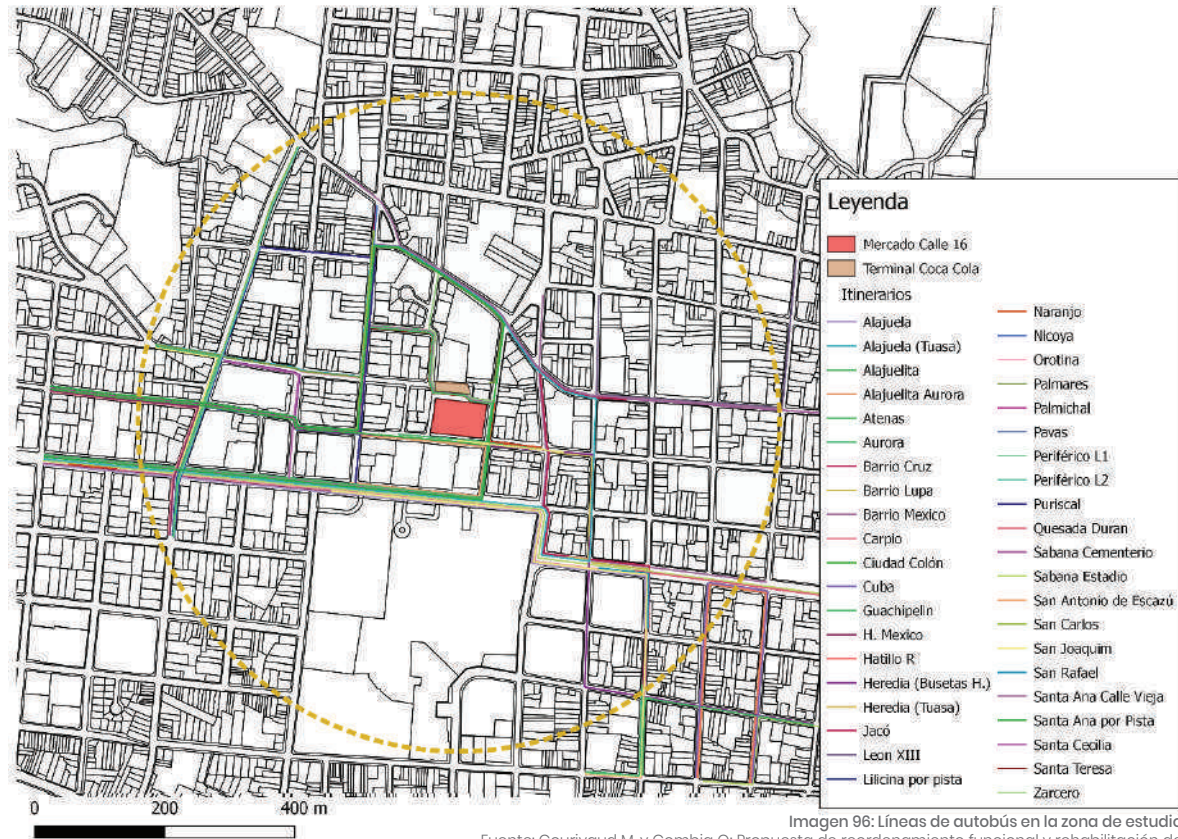 Leyenda
Mercado Calle 16
Terminal Coca Cola
Itinerarios
Alajuela
Alajuela (Tuasa)
Alajuelita
Alajuelita Aurora
Atenas
Aurora
Barrio Cruz
Barrio Lupa
Barrio Mexico
Carpio
Ciudad Colón
Cuba
Guachipelin
H. Mexico
Hatillo R
Heredia (Busetas H.)
Heredia (Tuasa)
Jacó
Leon XIII
Lilicina por pista
Naranjo
Nicoya
Orotina
Palmares
Palmichal
Pavas
Periférico L1
Periférico L2
Puriscal
Quesada Duran
Sabana Cementerio
Sabana Estadio
San Antonio de Escazú
San Carlos
San Joaquim
San Rafael
Santa Ana Calle Vieja
Santa Ana por Pista
Santa Cecilia
Santa Teresa
Zarcero
0 200 400 m
Imagen 96: Líneas de autobús en la zona de estudio